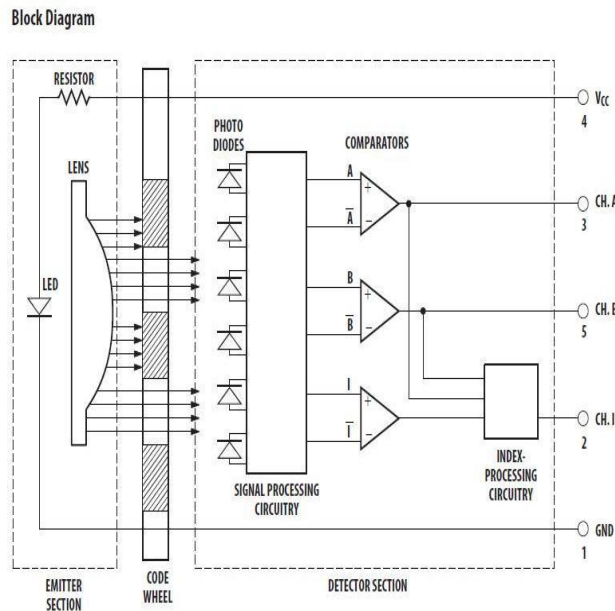 Block Diagram
RESISTOR
VCC
4
PHOTO
DIODES
COMPARATORS
LENS
A
+
A̅
−
CH. A
3
LED
B
+
B̅
−
CH. B
5
I
+
I̅
−
CH. I
2
SIGNAL PROCESSING
CIRCUITRY
INDEX-
PROCESSING
CIRCUITRY
GND
1
EMITTER
SECTION
CODE
WHEEL
DETECTOR SECTION